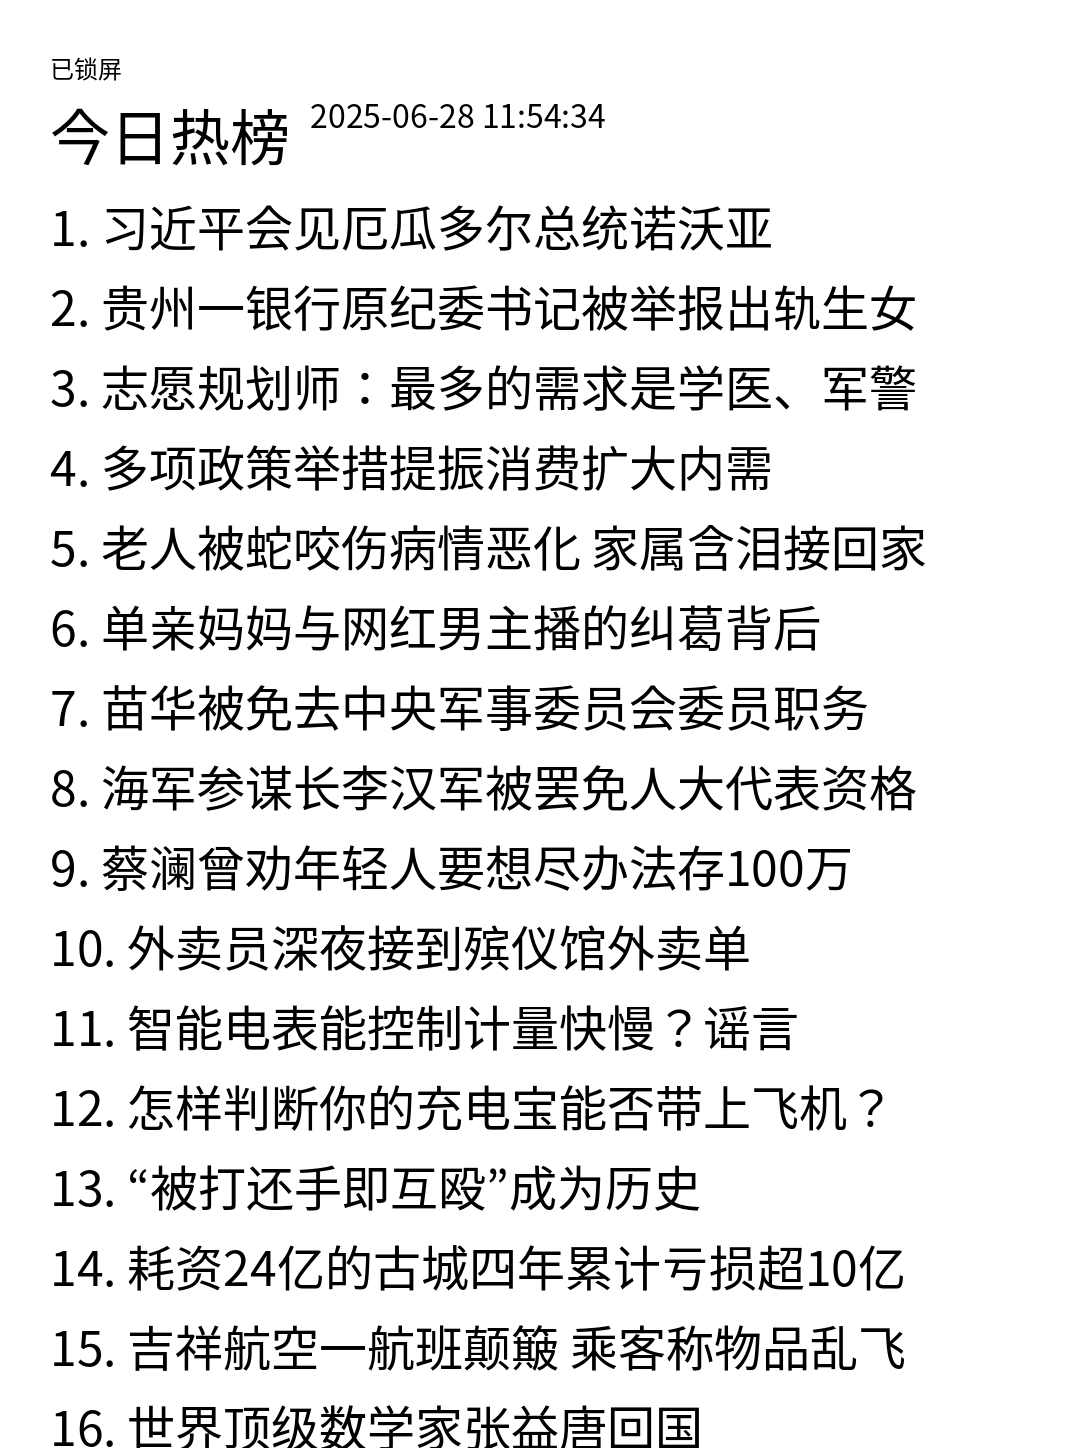 已锁屏
今日热榜 2025-06-28 11:54:34
1. 习近平会见厄瓜多尔总统诺沃亚
2. 贵州一银行原纪委书记被举报出轨生女
3. 志愿规划师：最多的需求是学医、军警
4. 多项政策举措提振消费扩大内需
5. 老人被蛇咬伤病情恶化 家属含泪接回家
6. 单亲妈妈与网红男主播的纠葛背后
7. 苗华被免去中央军事委员会委员职务
8. 海军参谋长李汉军被罢免人大代表资格
9. 蔡澜曾劝年轻人要想尽办法存100万
10. 外卖员深夜接到殡仪馆外卖单
11. 智能电表能控制计量快慢？谣言
12. 怎样判断你的充电宝能否带上飞机？
13. “被打还手即互殴”成为历史
14. 耗资24亿的古城四年累计亏损超10亿
15. 吉祥航空一航班颠簸 乘客称物品乱飞
16. 世界顶级数学家张益唐回国